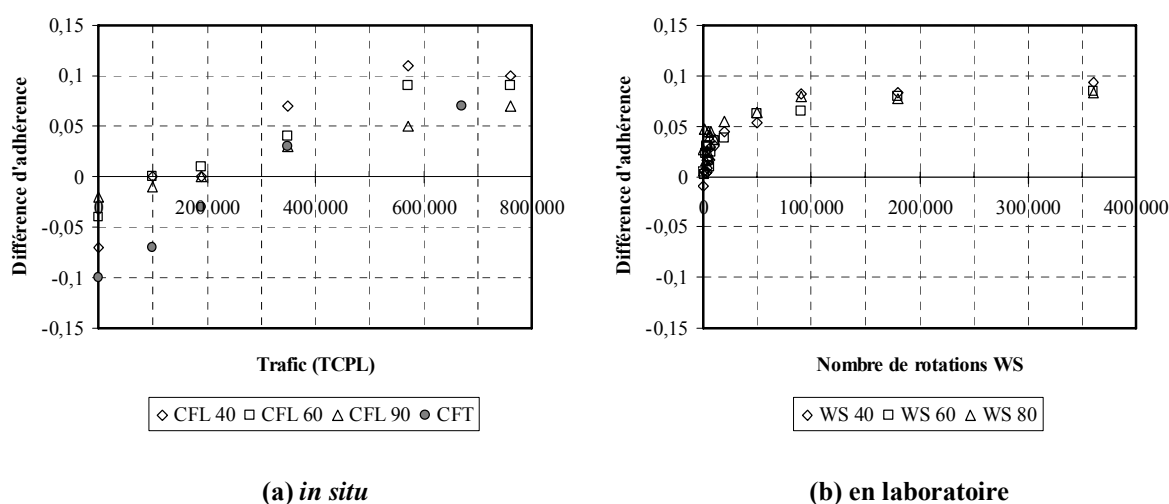 0,15
0,1
0,05
0
-0,05
-0,1
-0,15
Différence d'adhérence
200 000
400 000
600 000
800 000
Trafic (TCPL)
CFL 40
CFL 60
CFL 90
CFT
(a) in situ
0,15
0,1
0,05
0
-0,05
-0,1
-0,15
Différence d'adhérence
0
100 000
200 000
300 000
400 000
Nombre de rotations WS
WS 40
WS 60
WS 80
(b) en laboratoire